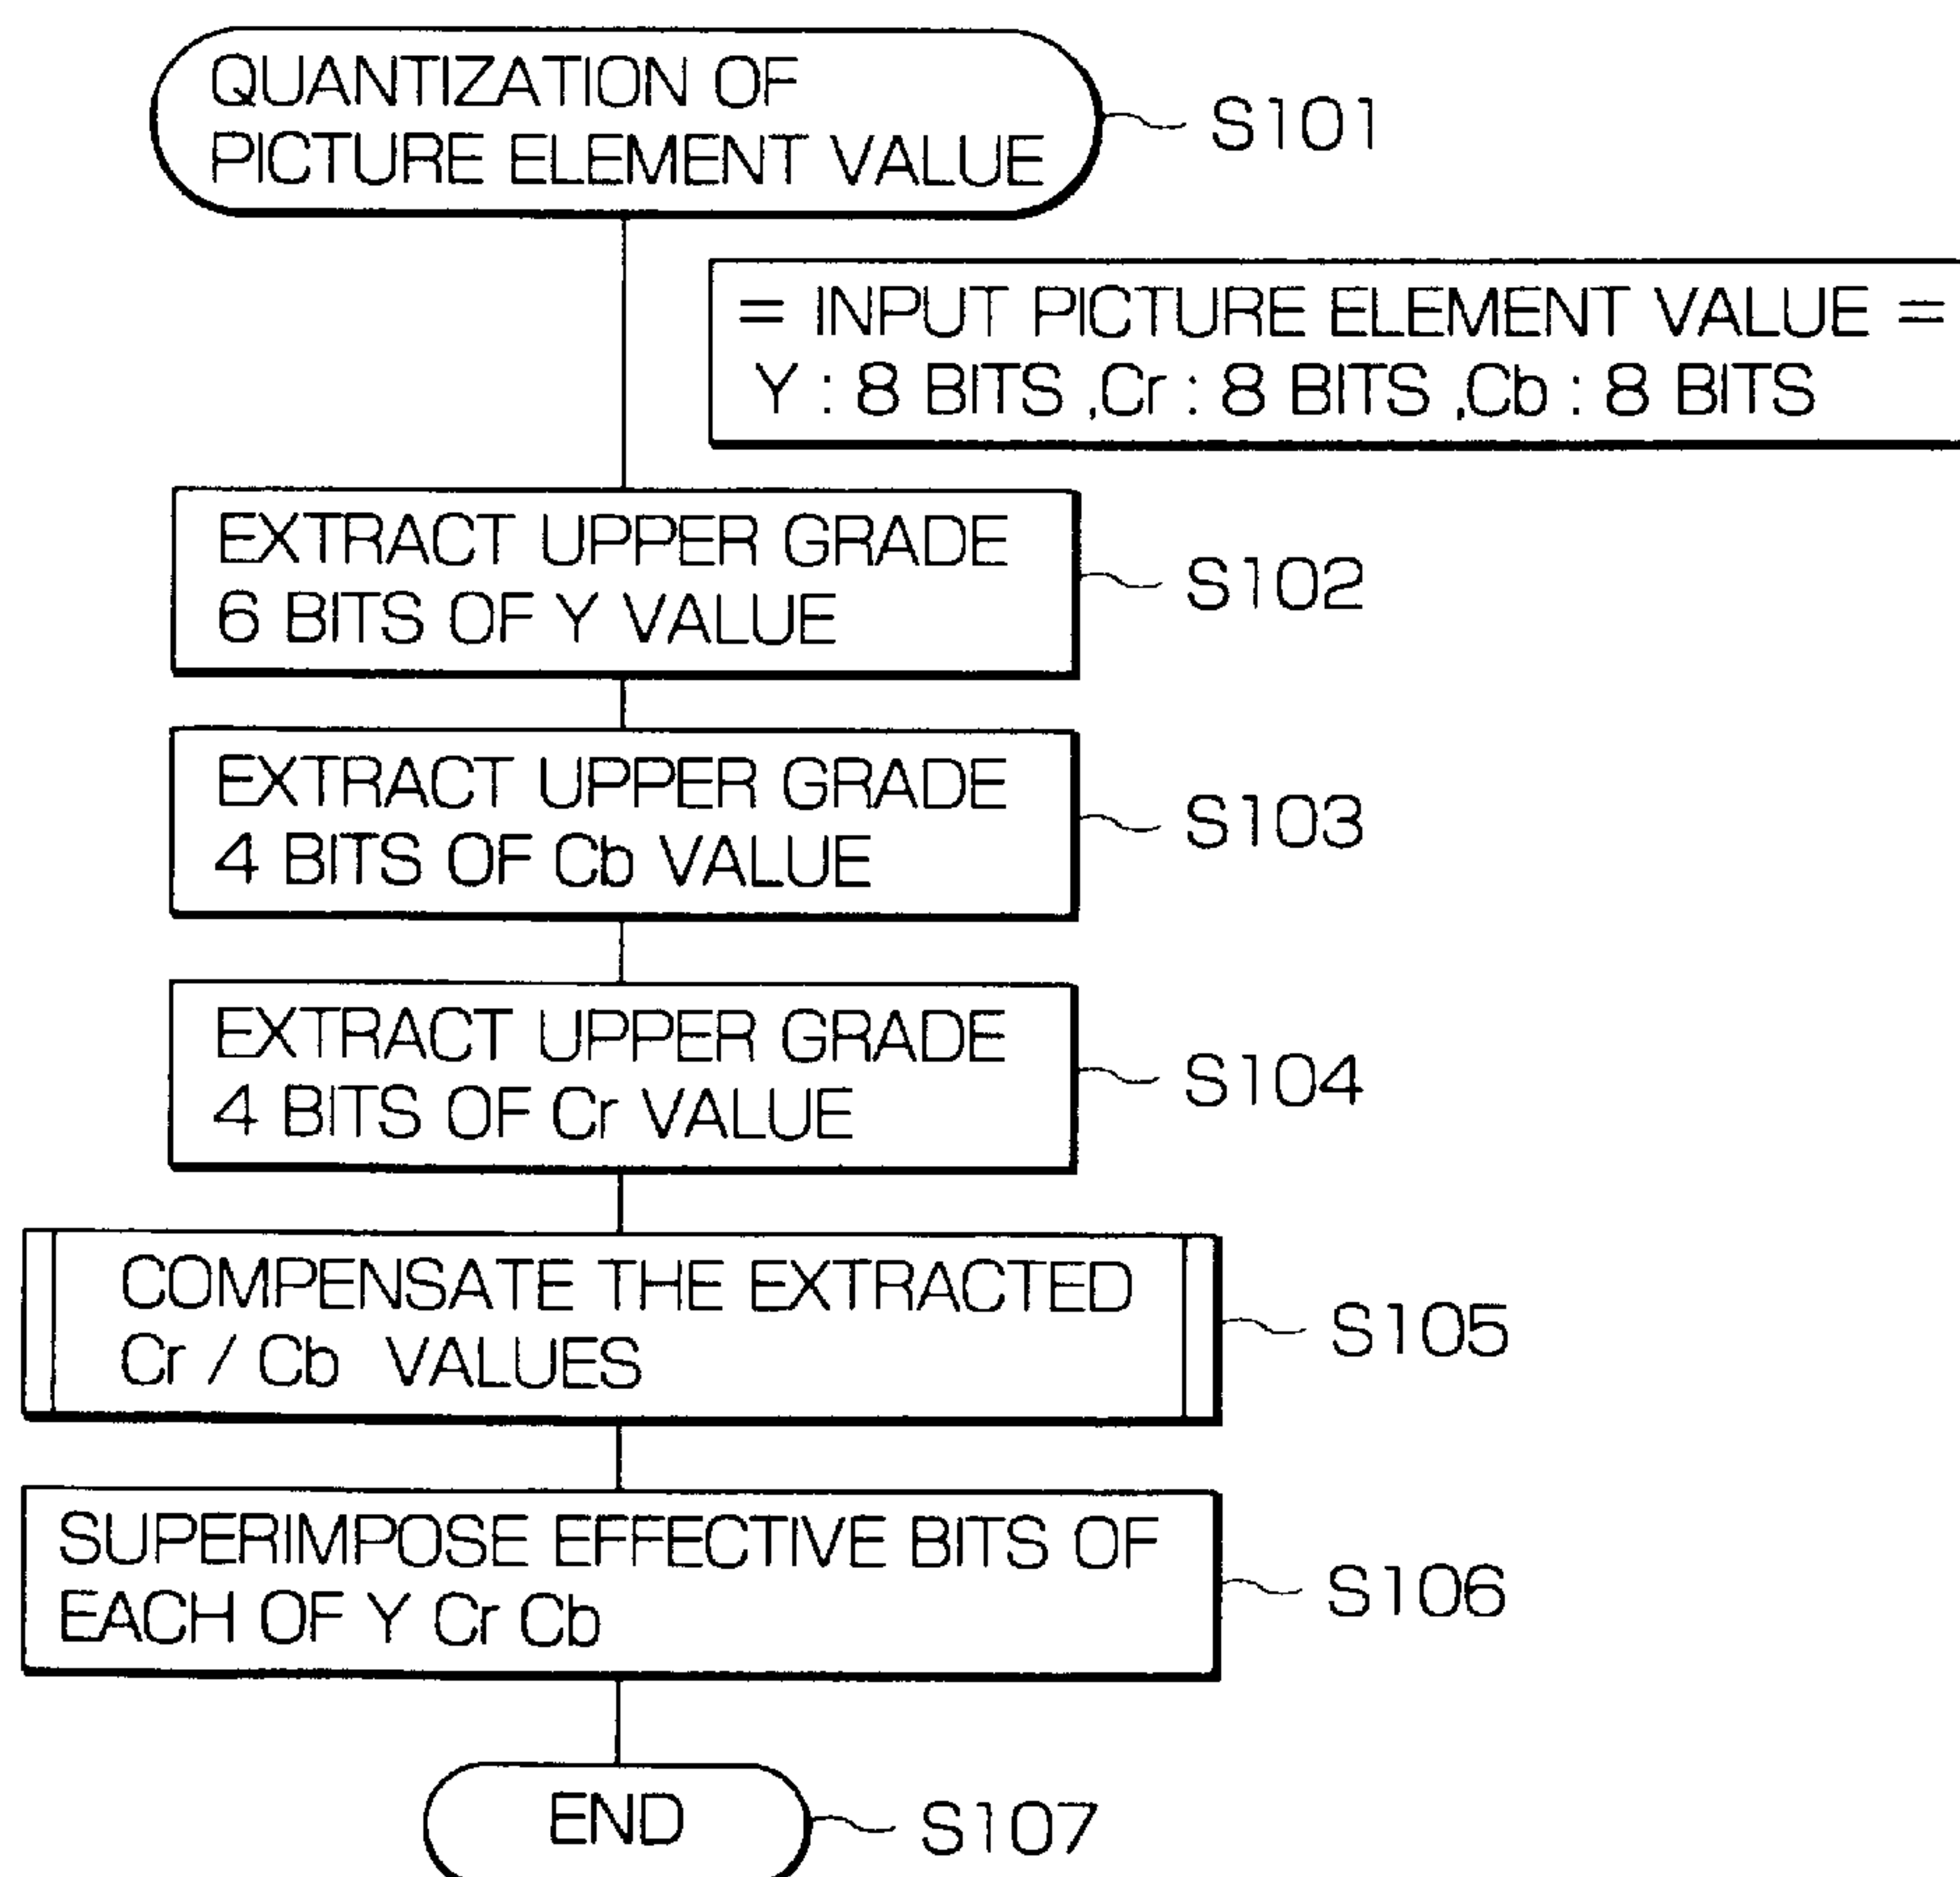 QUANTIZATION OF
PICTURE ELEMENT VALUE
S101
= INPUT PICTURE ELEMENT VALUE =
Y : 8 BITS ,Cr : 8 BITS ,Cb : 8 BITS
EXTRACT UPPER GRADE
6 BITS OF Y VALUE
S102
EXTRACT UPPER GRADE
4 BITS OF Cb VALUE
S103
EXTRACT UPPER GRADE
4 BITS OF Cr VALUE
S104
COMPENSATE THE EXTRACTED
Cr / Cb VALUES
S105
SUPERIMPOSE EFFECTIVE BITS OF
EACH OF Y Cr Cb
S106
END
S107